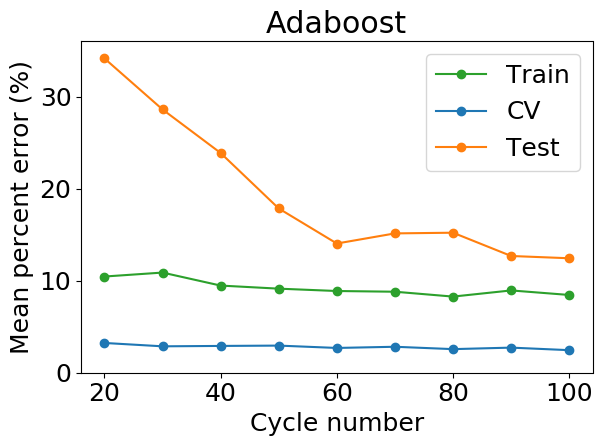 Adaboost
Mean percent error (%)
30
20
10
0
Train
CV
Test
20 40 60 80 100
Cycle number